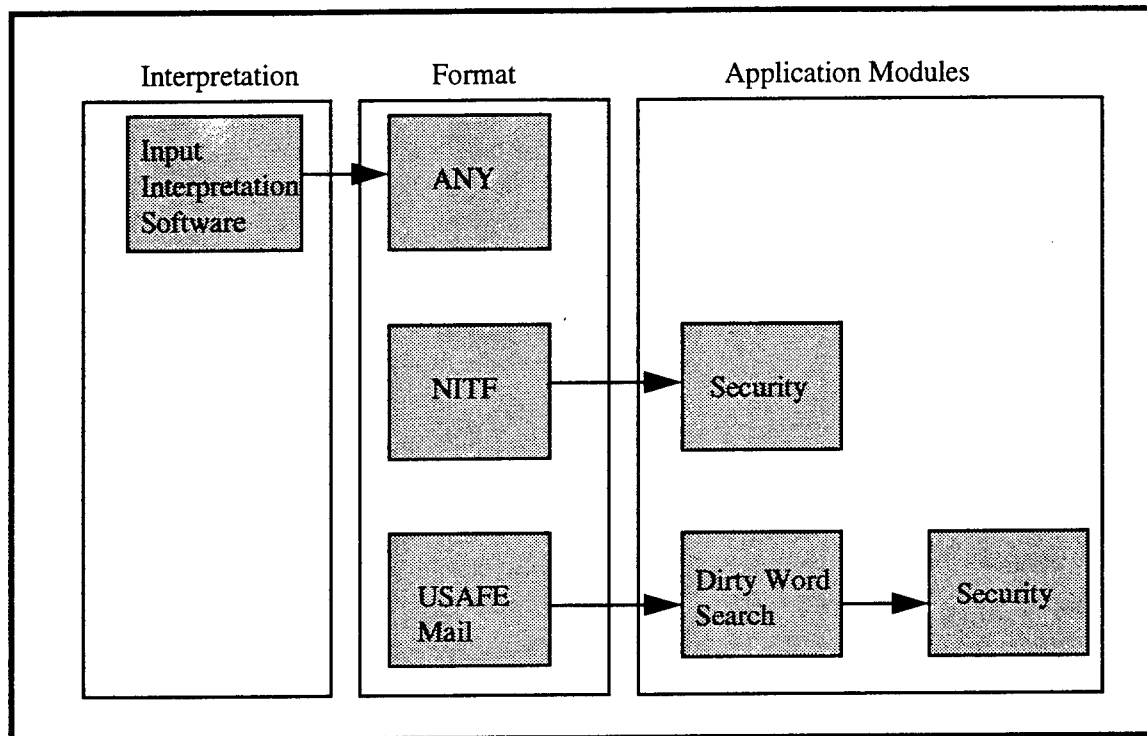 Interpretation
Format
Application Modules
Input
Interpretation
Software
ANY
NITF
Security
USAFE
Mail
Dirty Word
Search
Security